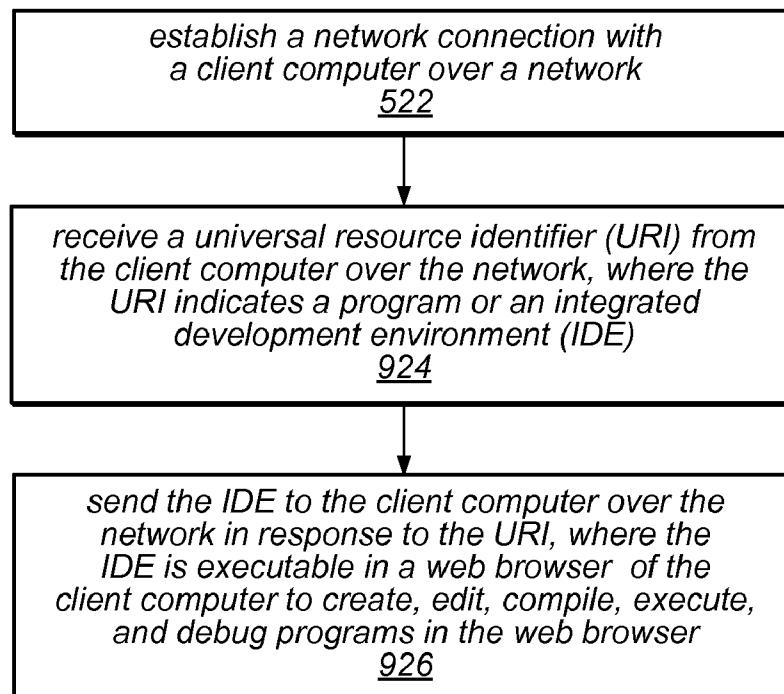 establish a network connection with
a client computer over a network
522
receive a universal resource identifier (URI) from
the client computer over the network, where the
URI indicates a program or an integrated
development environment (IDE)
924
send the IDE to the client computer over the
network in response to the URI, where the
IDE is executable in a web browser of the
client computer to create, edit, compile, execute,
and debug programs in the web browser
926